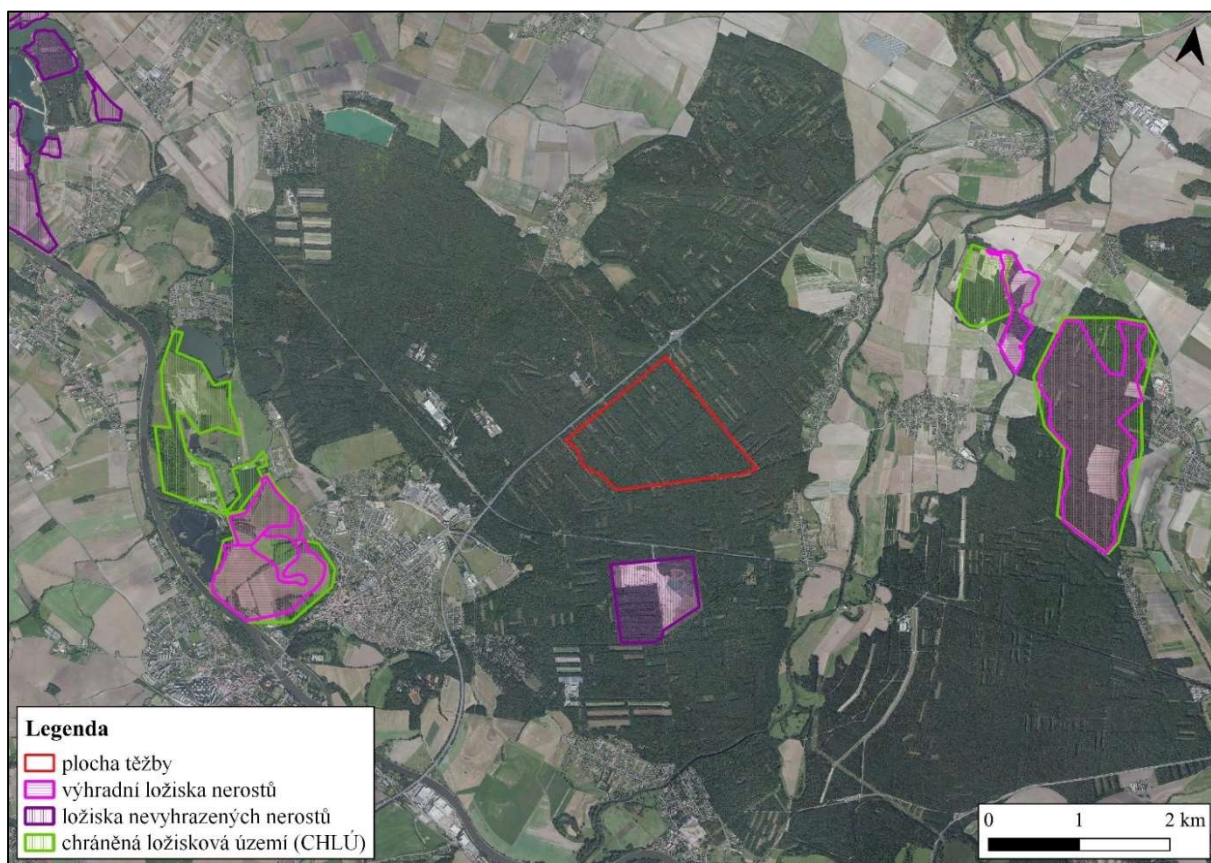 Legenda
plocha těžby
výhradní ložiska nerostů
ložiska nevyhrazených nerostů
chráněná ložisková území (CHLÚ)
0 1 2 km